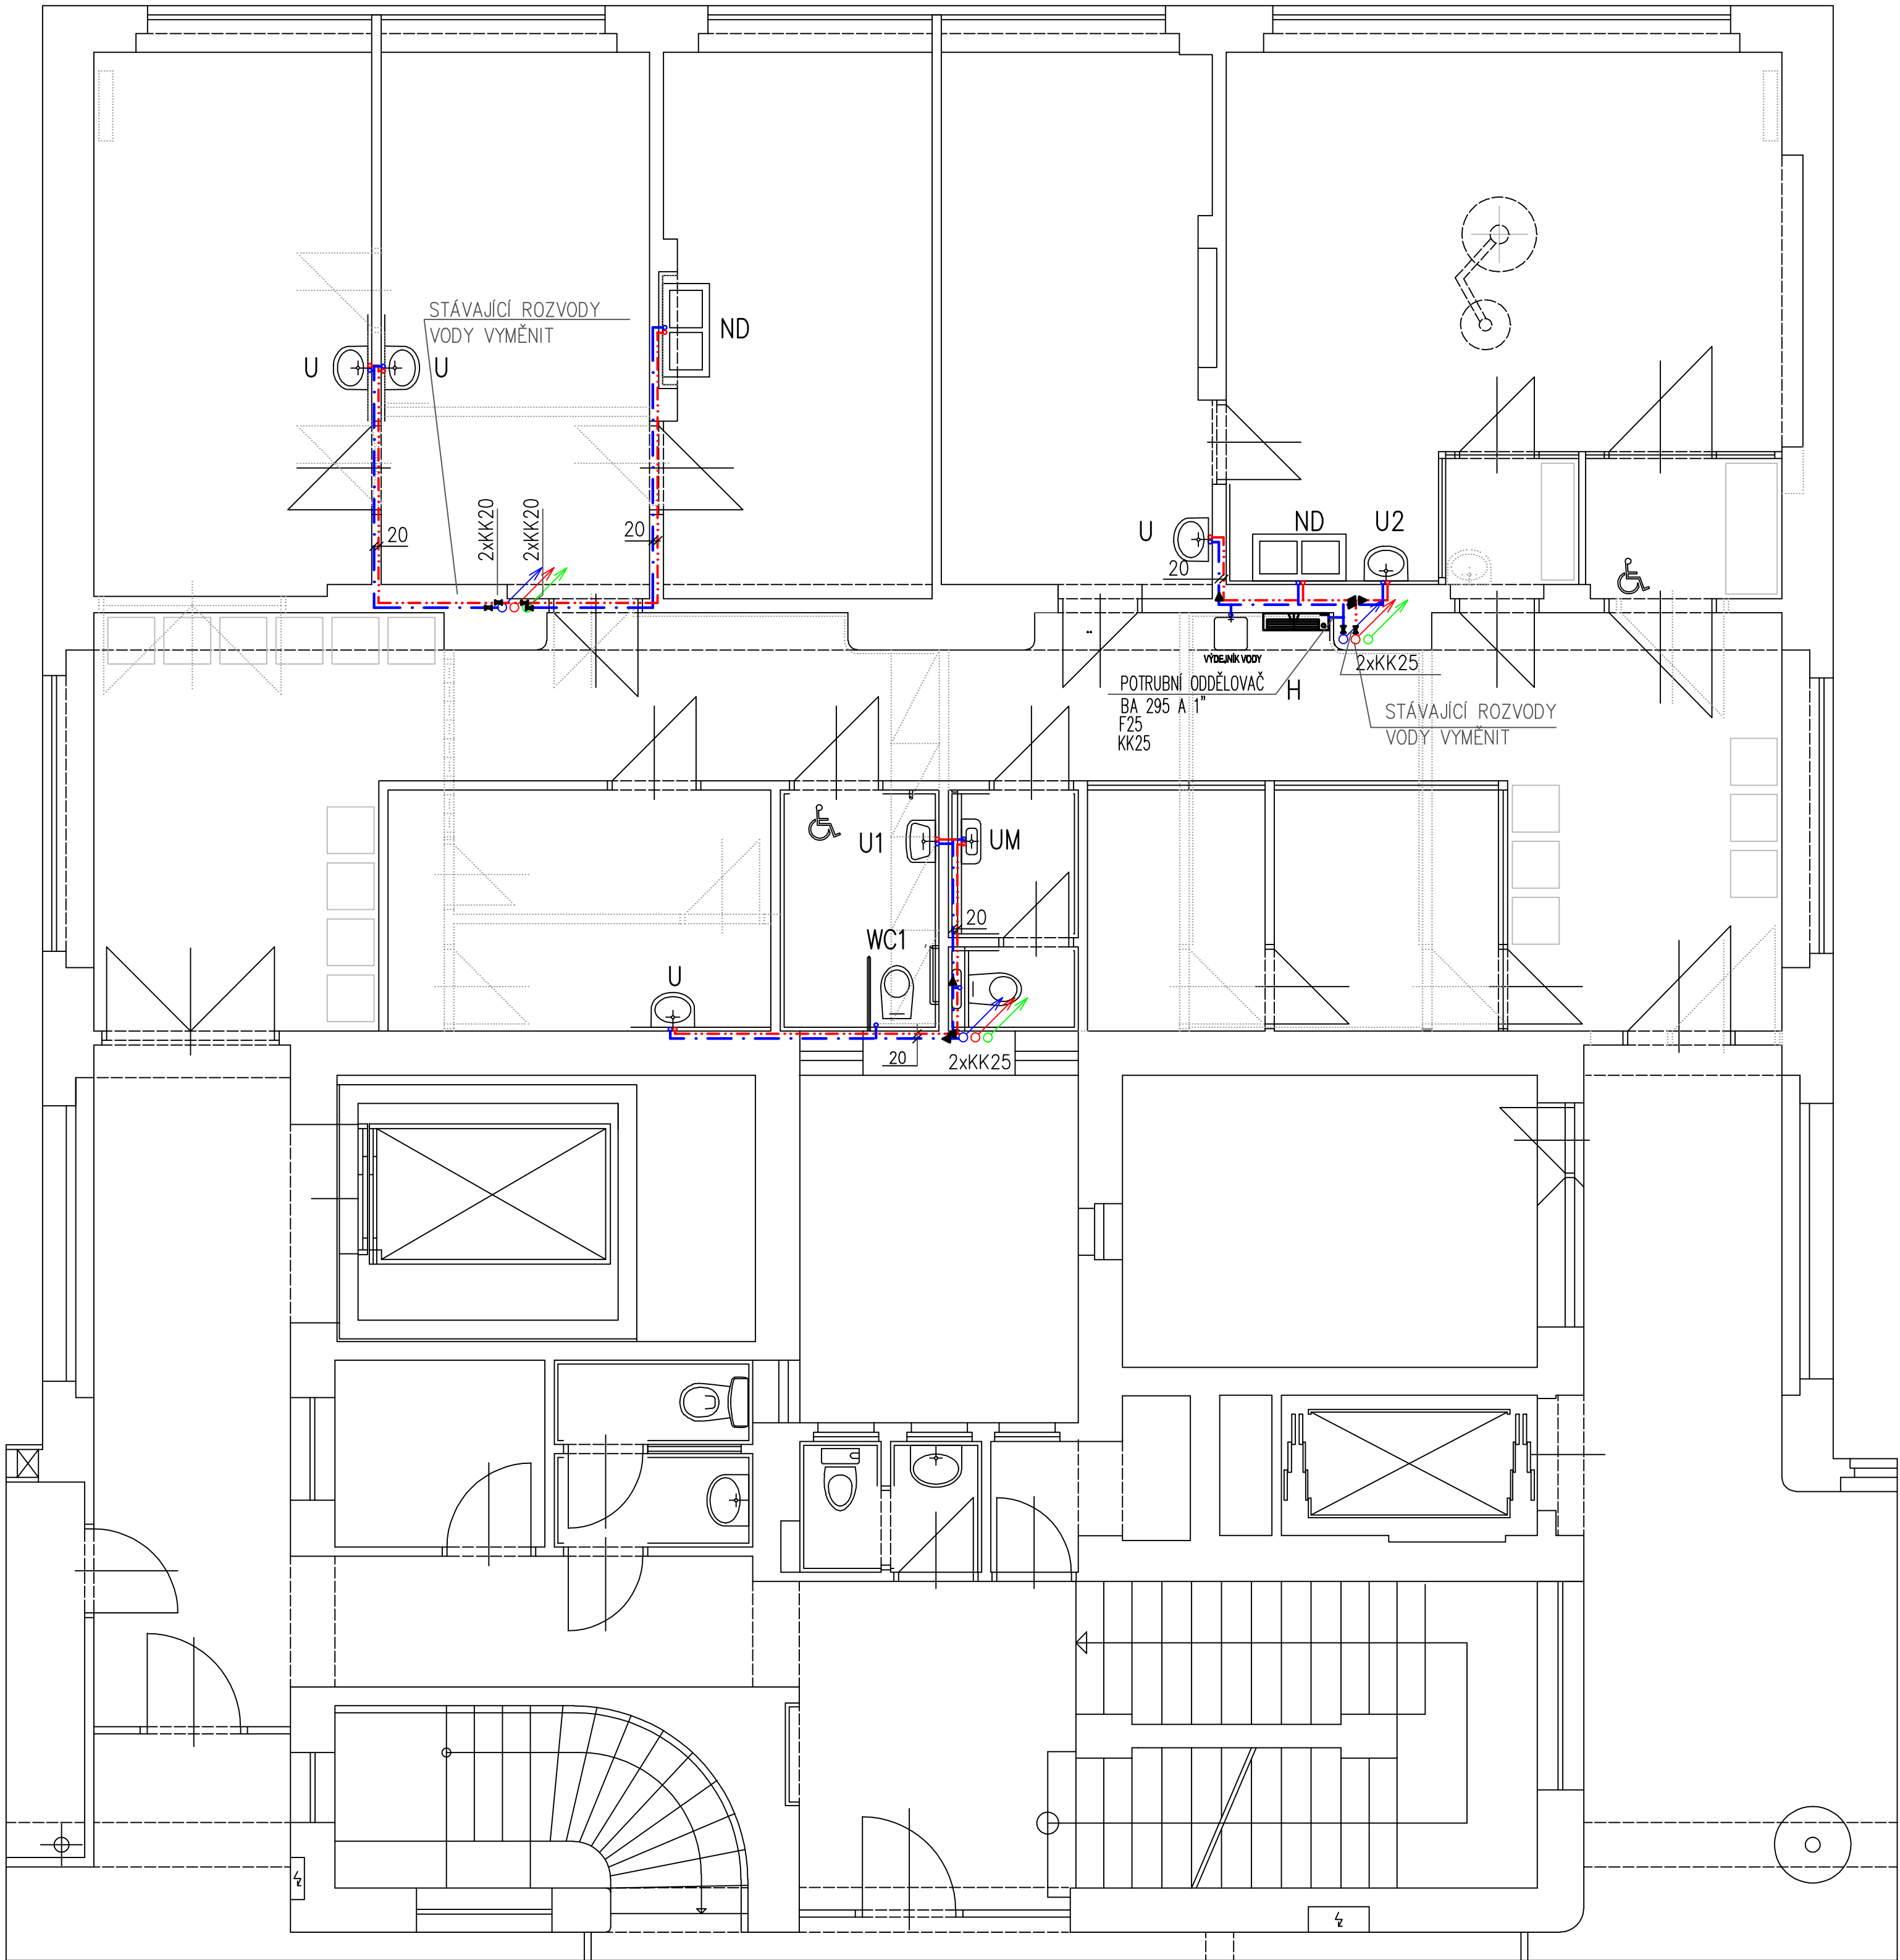 STÁVAJÍCÍ ROZVODY
VODY VYMĚNIT
ND
U
U
2xKK20
2xKK20
20
20
U
ND
U2
20
VÝDEJNÍK VODY
2xKK25
POTRUBNÍ ODDĚLOVAČ
BA 295 A 1"
F25
KK25
H
STÁVAJÍCÍ ROZVODY
VODY VYMĚNIT
U1
UM
20
WC1
U
20
2xKK25